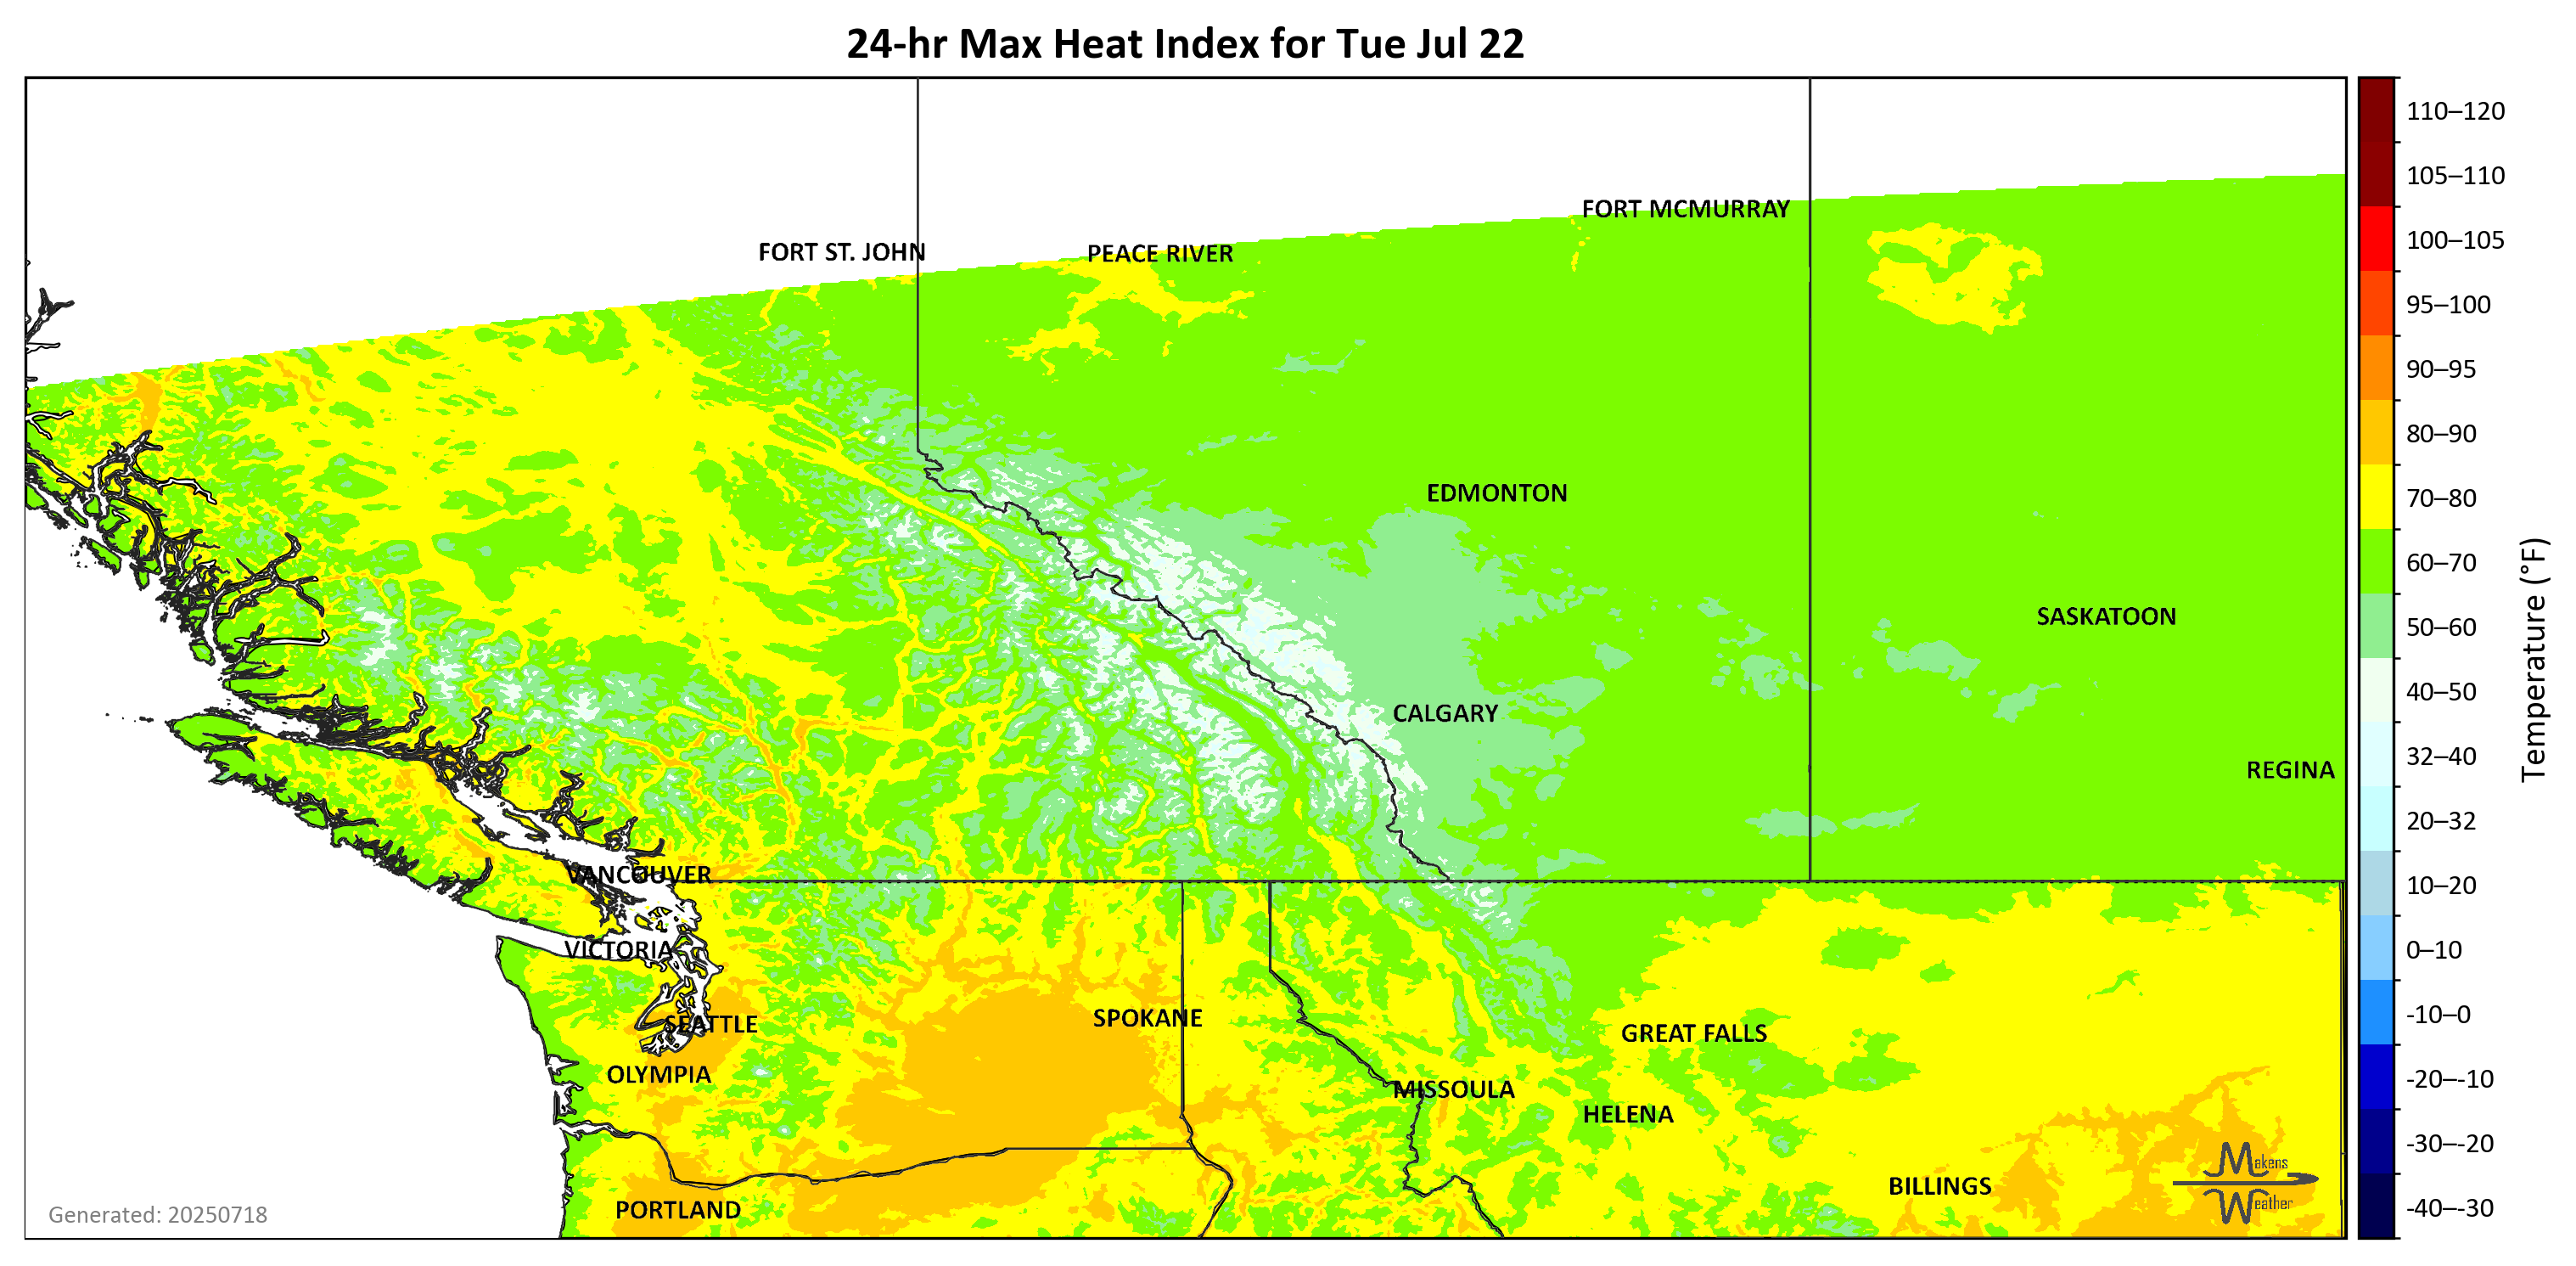 24-hr Max Heat Index for Tue Jul 22
FORT MCMURRAY
FORT ST. JOHN
PEACE RIVER
EDMONTON
SASKATOON
CALGARY
REGINA
VANCOUVER
VICTORIA
SEATTLE
SPOKANE
GREAT FALLS
OLYMPIA
MISSOULA
HELENA
BILLINGS
PORTLAND
Makens
Weather
Generated: 20250718
110–120
105–110
100–105
95–100
90–95
80–90
70–80
60–70
50–60
40–50
32–40
20–32
10–20
0–10
-10–0
-20–-10
-30–-20
-40–-30
Temperature (°F)